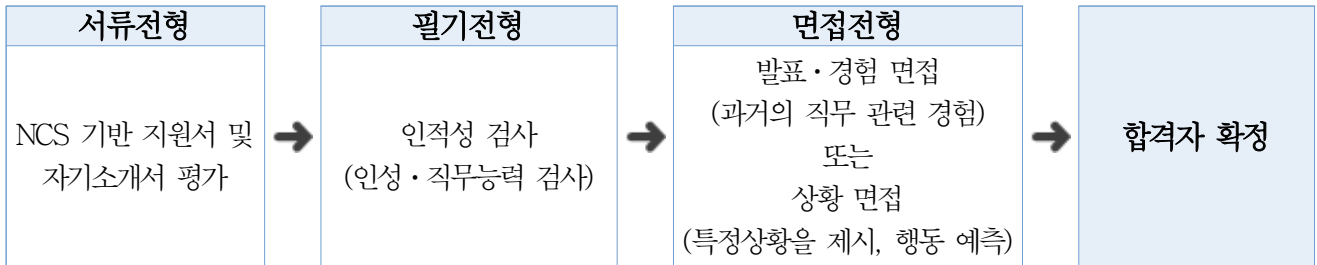 서류전형
NCS 기반 지원서 및
자기소개서 평가
필기전형
인적성 검사
(인성・직무능력 검사)
면접전형
발표・경험 면접
(과거의 직무 관련 경험)
또는
상황 면접
(특정상황을 제시, 행동 예측)
합격자 확정